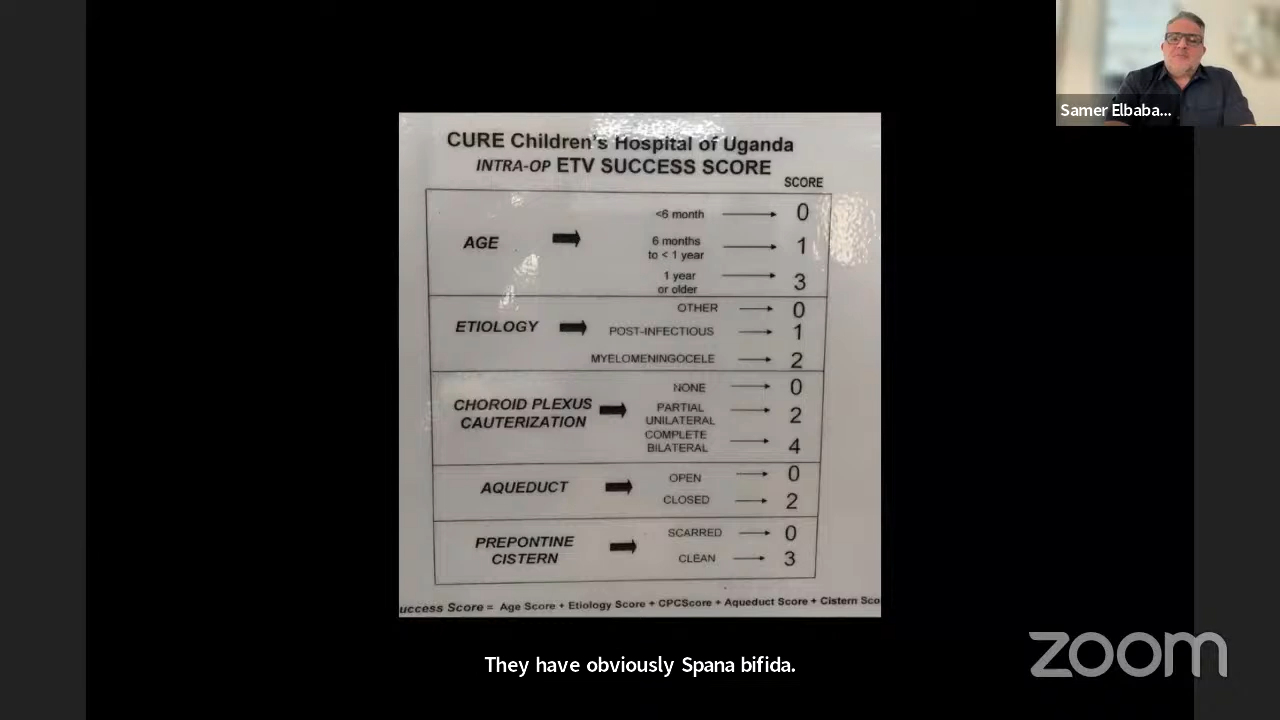 Samer Elbaba...
CURE Children's Hospital of Uganda
INTRA-OP ETV SUCCESS SCORE
SCORE
AGE
<6 month
0
6 months
to < 1 year
1
1 year
or older
3
ETIOLOGY
OTHER
0
POST-INFECTIOUS
1
MYELOMENINGOCELE
2
CHOROID PLEXUS
CAUTERIZATION
NONE
0
PARTIAL
UNILATERAL
2
COMPLETE
BILATERAL
4
AQUEDUCT
OPEN
0
CLOSED
2
PREPONTINE
CISTERN
SCARRED
0
CLEAN
3
uccess Score = Age Score + Etiology Score + CPCScore + Aqueduct Score + Cistern Sco
They have obviously Spana bifida.
zoom